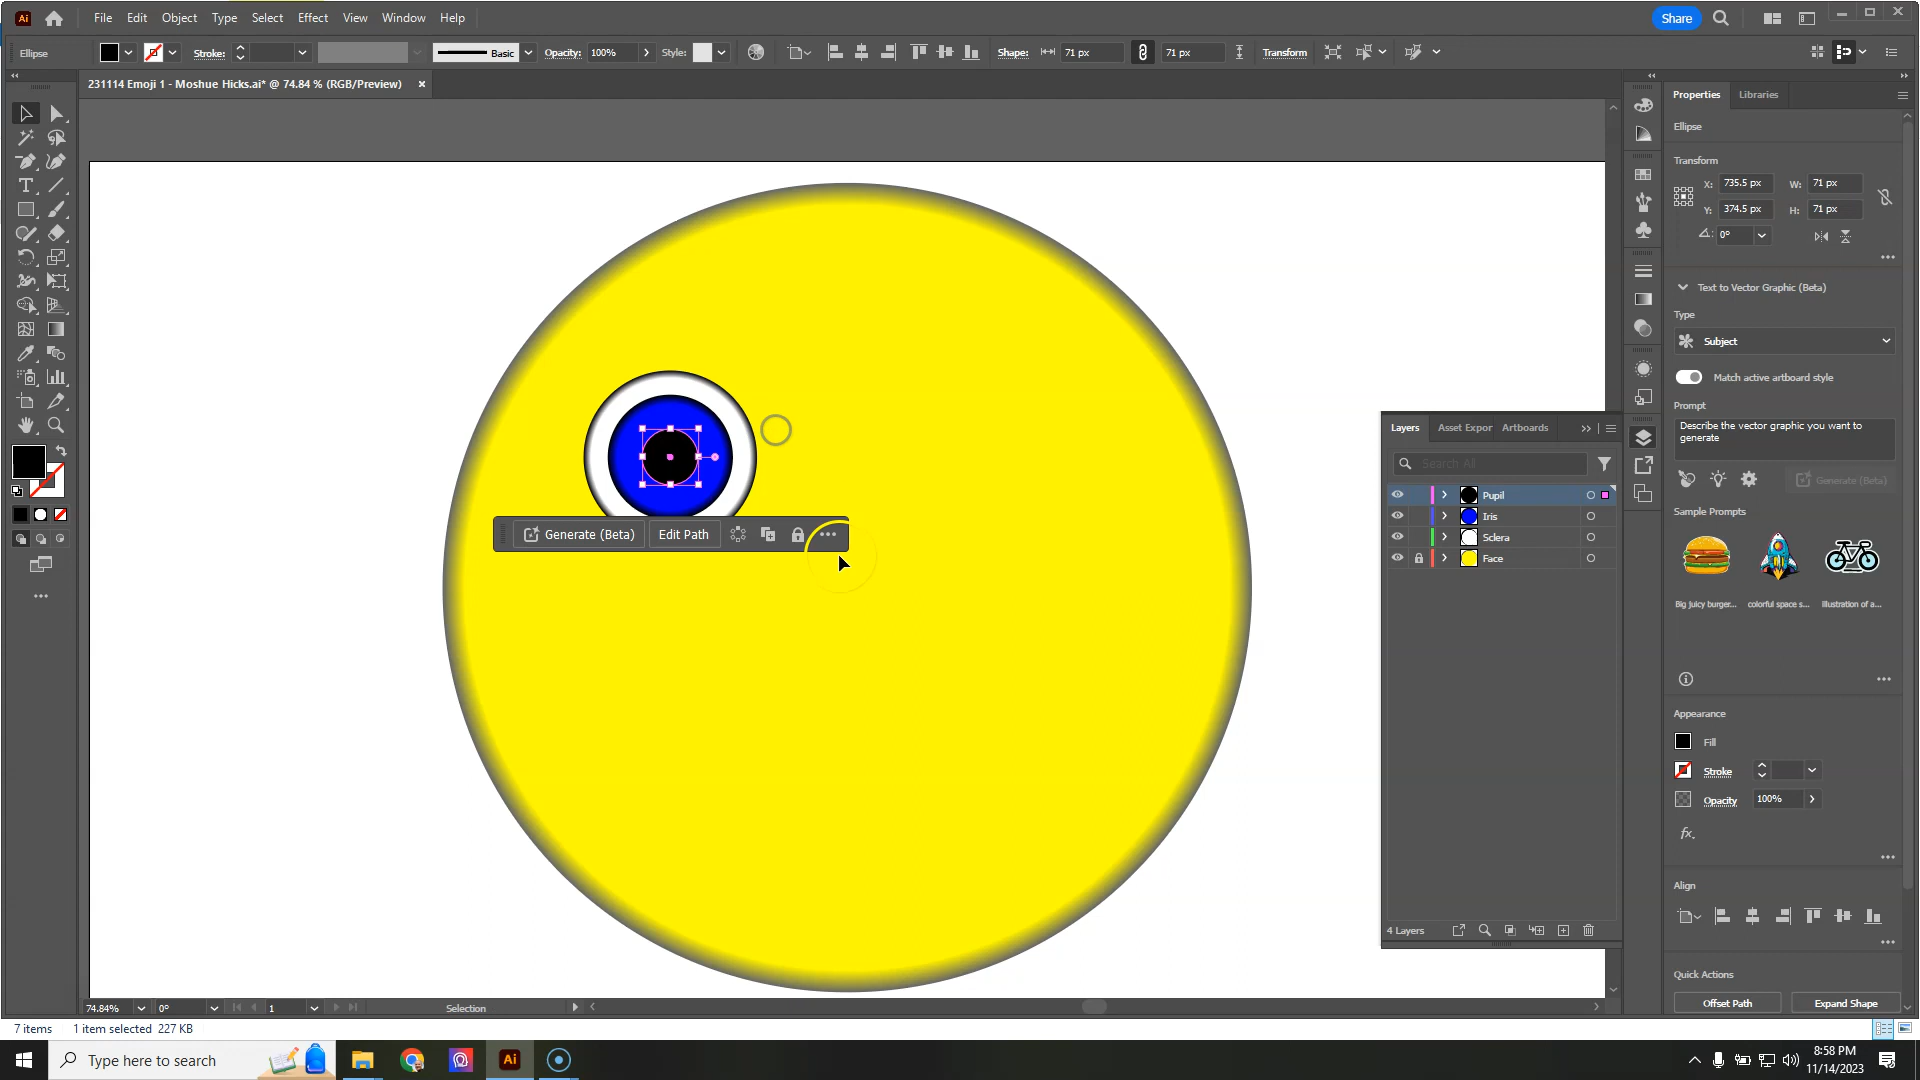 Ai File Edit Object Type Select Effect View Window Help Share
Ellipse Stroke: Basic Opacity: 100% Style: Shape: 71 px 71 px Transform
231114 Emoji 1 - Moshue Hicks.ai* @ 74.84 % (RGB/Preview)
Properties Libraries
Ellipse
Transform
X: 735.5 px W: 71 px
Y: 374.5 px H: 71 px
0°
Text to Vector Graphic (Beta)
Type
Subject
Match active artboard style
Prompt
Describe the vector graphic you want to
generate
Generate (Beta)
Sample Prompts
Big juicy burger... colorful space s... Illustration of a...
Appearance
Fill
Stroke
Opacity 100%
fx.
Align
Quick Actions
Offset Path Expand Shape
Layers Asset Expor Artboards
Search All
Pupil
Iris
Sclera
Face
4 Layers
Generate (Beta) Edit Path
74.84% 0° 1 Selection
7 items 1 item selected 227 KB
Type here to search
Ai
8:58 PM
11/14/2023